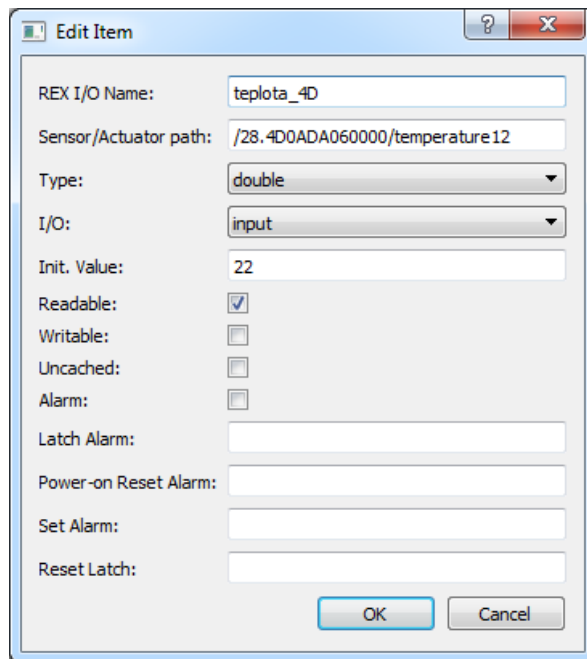 Edit Item
REX I/O Name: teplota_4D
Sensor/Actuator path: /28.4D0ADA060000/temperature12
Type: double
I/O: input
Init. Value: 22
Readable:
Writable:
Uncached:
Alarm:
Latch Alarm:
Power-on Reset Alarm:
Set Alarm:
Reset Latch:
OK Cancel